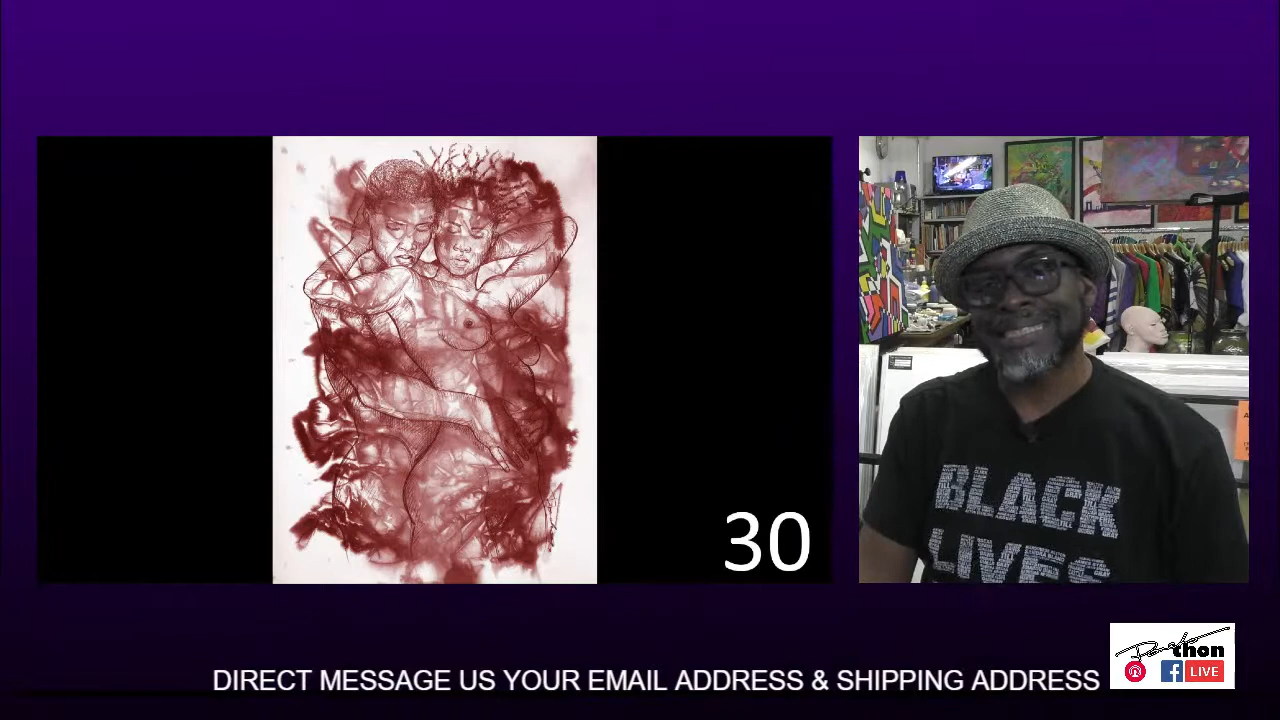 30
BLACK
LIVES
thon
LIVE
DIRECT MESSAGE US YOUR EMAIL ADDRESS & SHIPPING ADDRESS